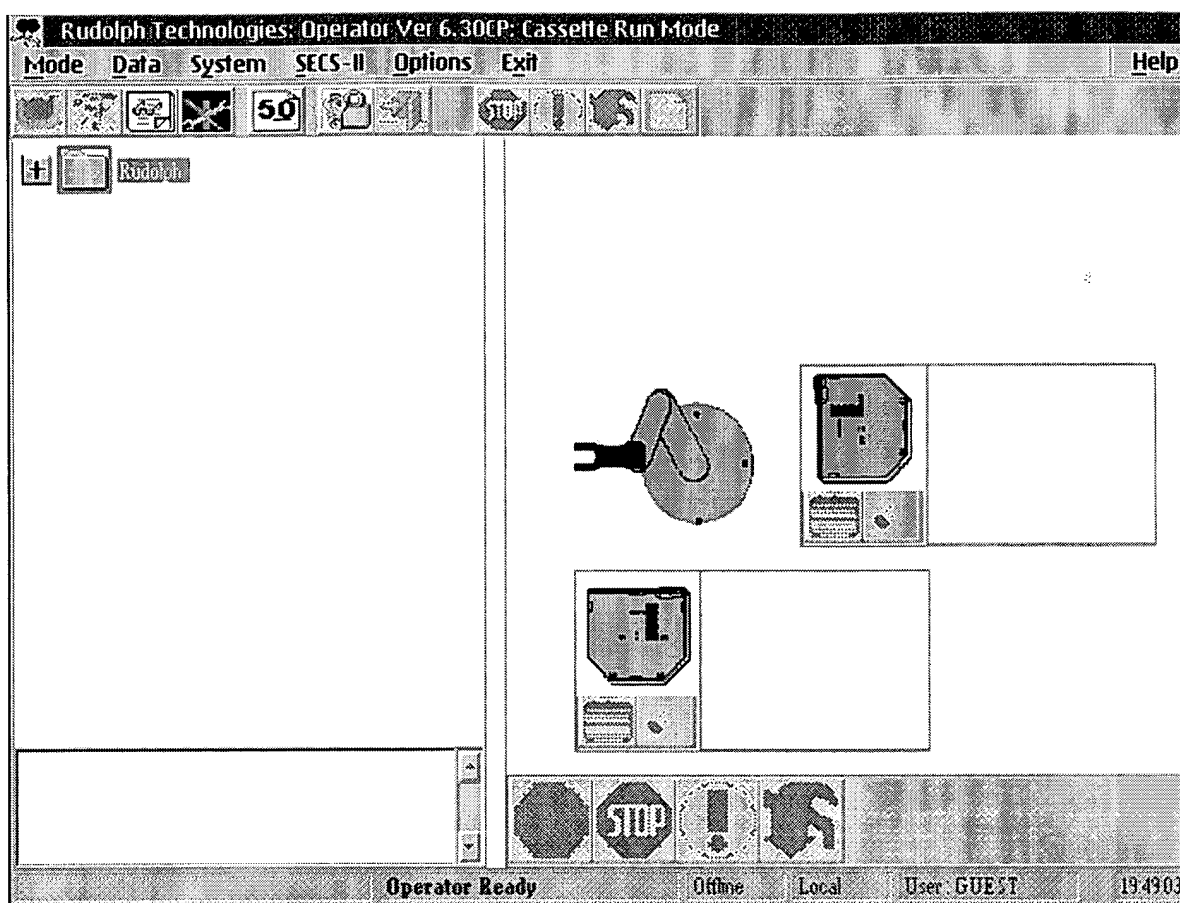 Rudolph Technologies: Operator Ver 6.30CP: Cassette Run Mode
Mode Data System SECS-II Options Exit Help
50 STOP
Rudolph
STOP
Operator Ready Offline Local User: GUEST 19:49:03